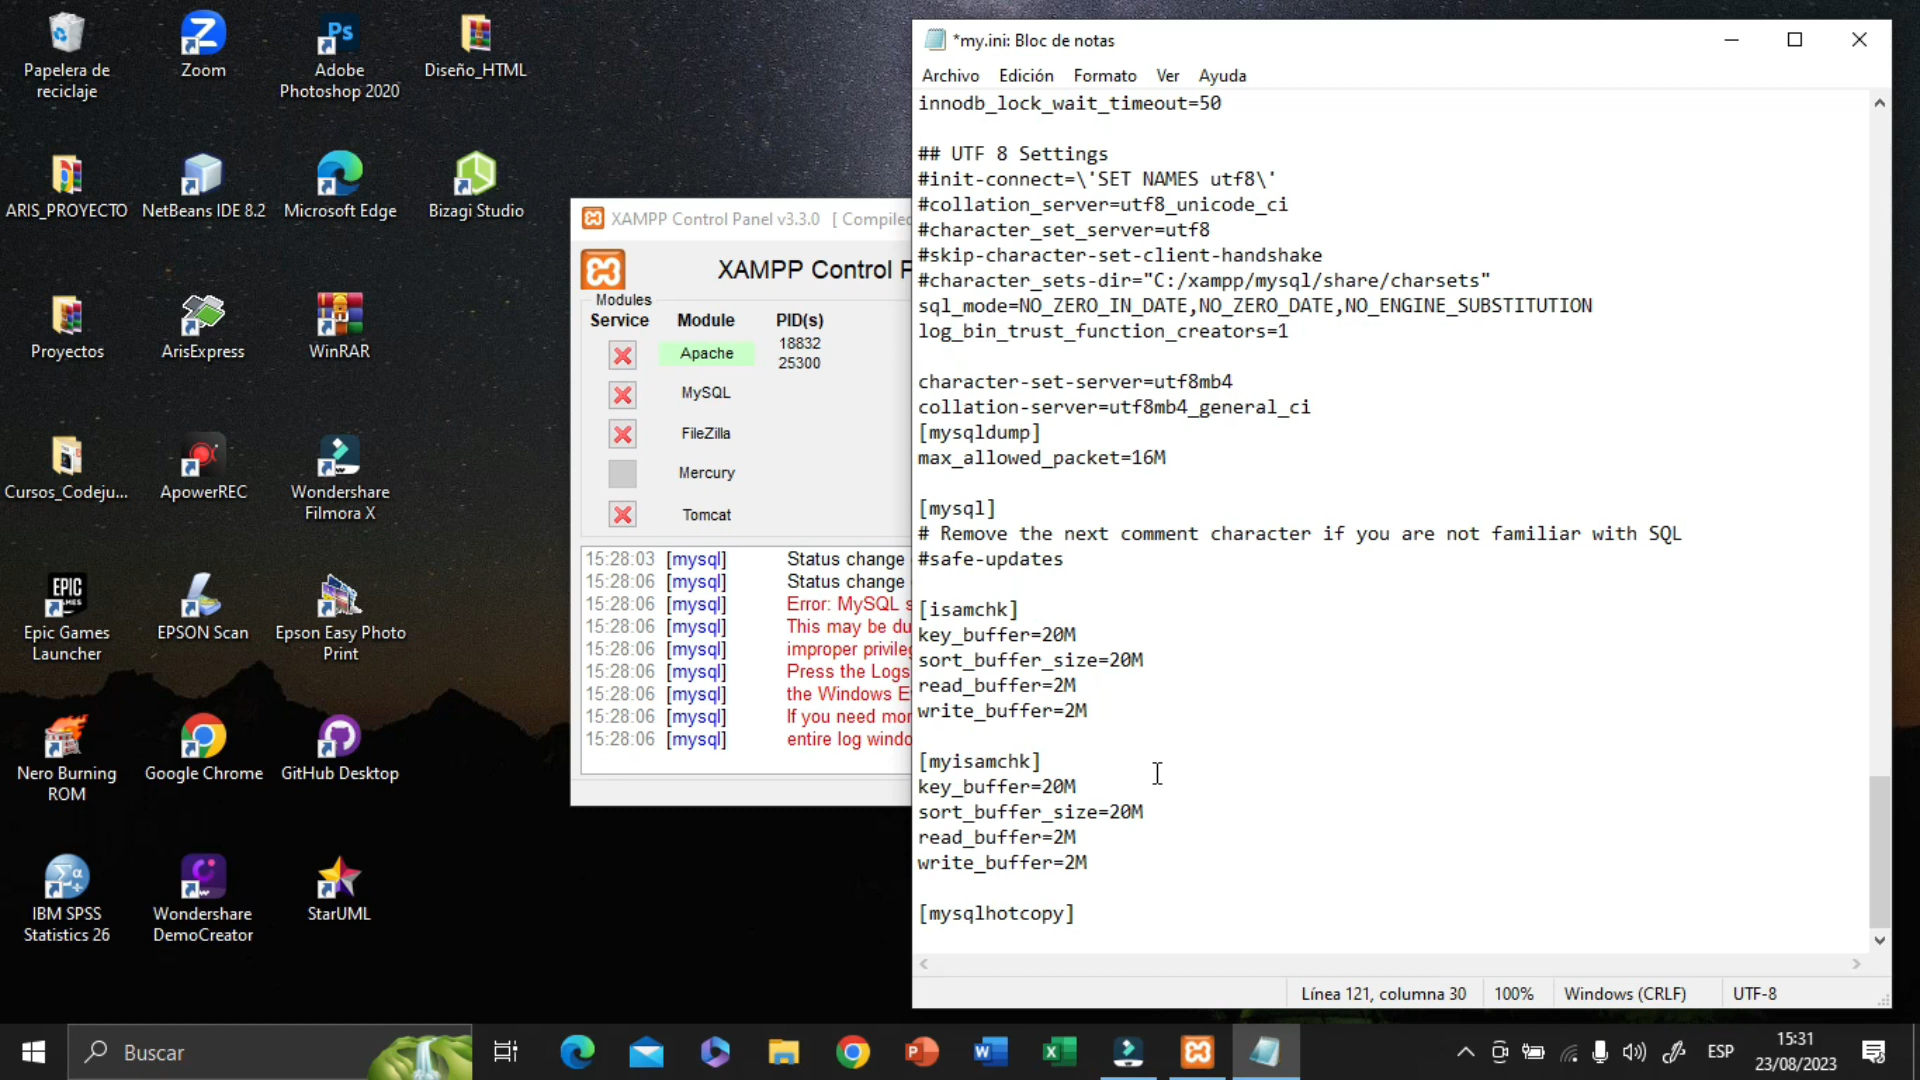 Papelera de
reciclaje
Zoom
Ps
Adobe
Photoshop 2020
Diseño_HTML
ARIS_PROYECTO
NetBeans IDE 8.2
Microsoft Edge
Bizagi Studio
Proyectos
ArisExpress
WinRAR
Cursos_Codeju...
ApowerREC
Wondershare
Filmora X
EPIC
GAMES
Epic Games
Launcher
EPSON Scan
Epson Easy Photo
Print
Nero Burning
ROM
Google Chrome
GitHub Desktop
IBM SPSS
Statistics 26
Wondershare
DemoCreator
StarUML
XAMPP Control Panel v3.3.0 [ Compiled
XAMPP Control P
Modules
Service Module PID(s)
Apache 18832
25300
MySQL
FileZilla
Mercury
Tomcat
15:28:03 [mysql] Status change
15:28:06 [mysql] Status change
15:28:06 [mysql] Error: MySQL s
15:28:06 [mysql] This may be du
15:28:06 [mysql] improper privileg
15:28:06 [mysql] Press the Logs
15:28:06 [mysql] the Windows E
15:28:06 [mysql] If you need mor
15:28:06 [mysql] entire log windo
*my.ini: Bloc de notas
Archivo Edición Formato Ver Ayuda
innodb_lock_wait_timeout=50
## UTF 8 Settings
#init-connect=\'SET NAMES utf8\'
#collation_server=utf8_unicode_ci
#character_set_server=utf8
#skip-character-set-client-handshake
#character_sets-dir="C:/xampp/mysql/share/charsets"
sql_mode=NO_ZERO_IN_DATE,NO_ZERO_DATE,NO_ENGINE_SUBSTITUTION
log_bin_trust_function_creators=1
character-set-server=utf8mb4
collation-server=utf8mb4_general_ci
[mysqldump]
max_allowed_packet=16M
[mysql]
# Remove the next comment character if you are not familiar with SQL
#safe-updates
[isamchk]
key_buffer=20M
sort_buffer_size=20M
read_buffer=2M
write_buffer=2M
[myisamchk]
key_buffer=20M
sort_buffer_size=20M
read_buffer=2M
write_buffer=2M
[mysqlhotcopy]
Línea 121, columna 30 100% Windows (CRLF) UTF-8
Buscar
ESP
15:31
23/08/2023